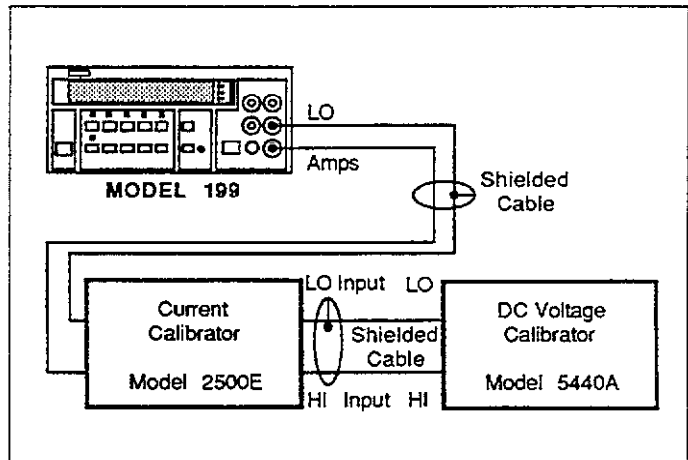 LO
Amps
MODEL 199
Shielded
Cable
LO Input LO
Current
Calibrator
Model 2500E
Shielded
Cable
DC Voltage
Calibrator
Model 5440A
HI Input HI